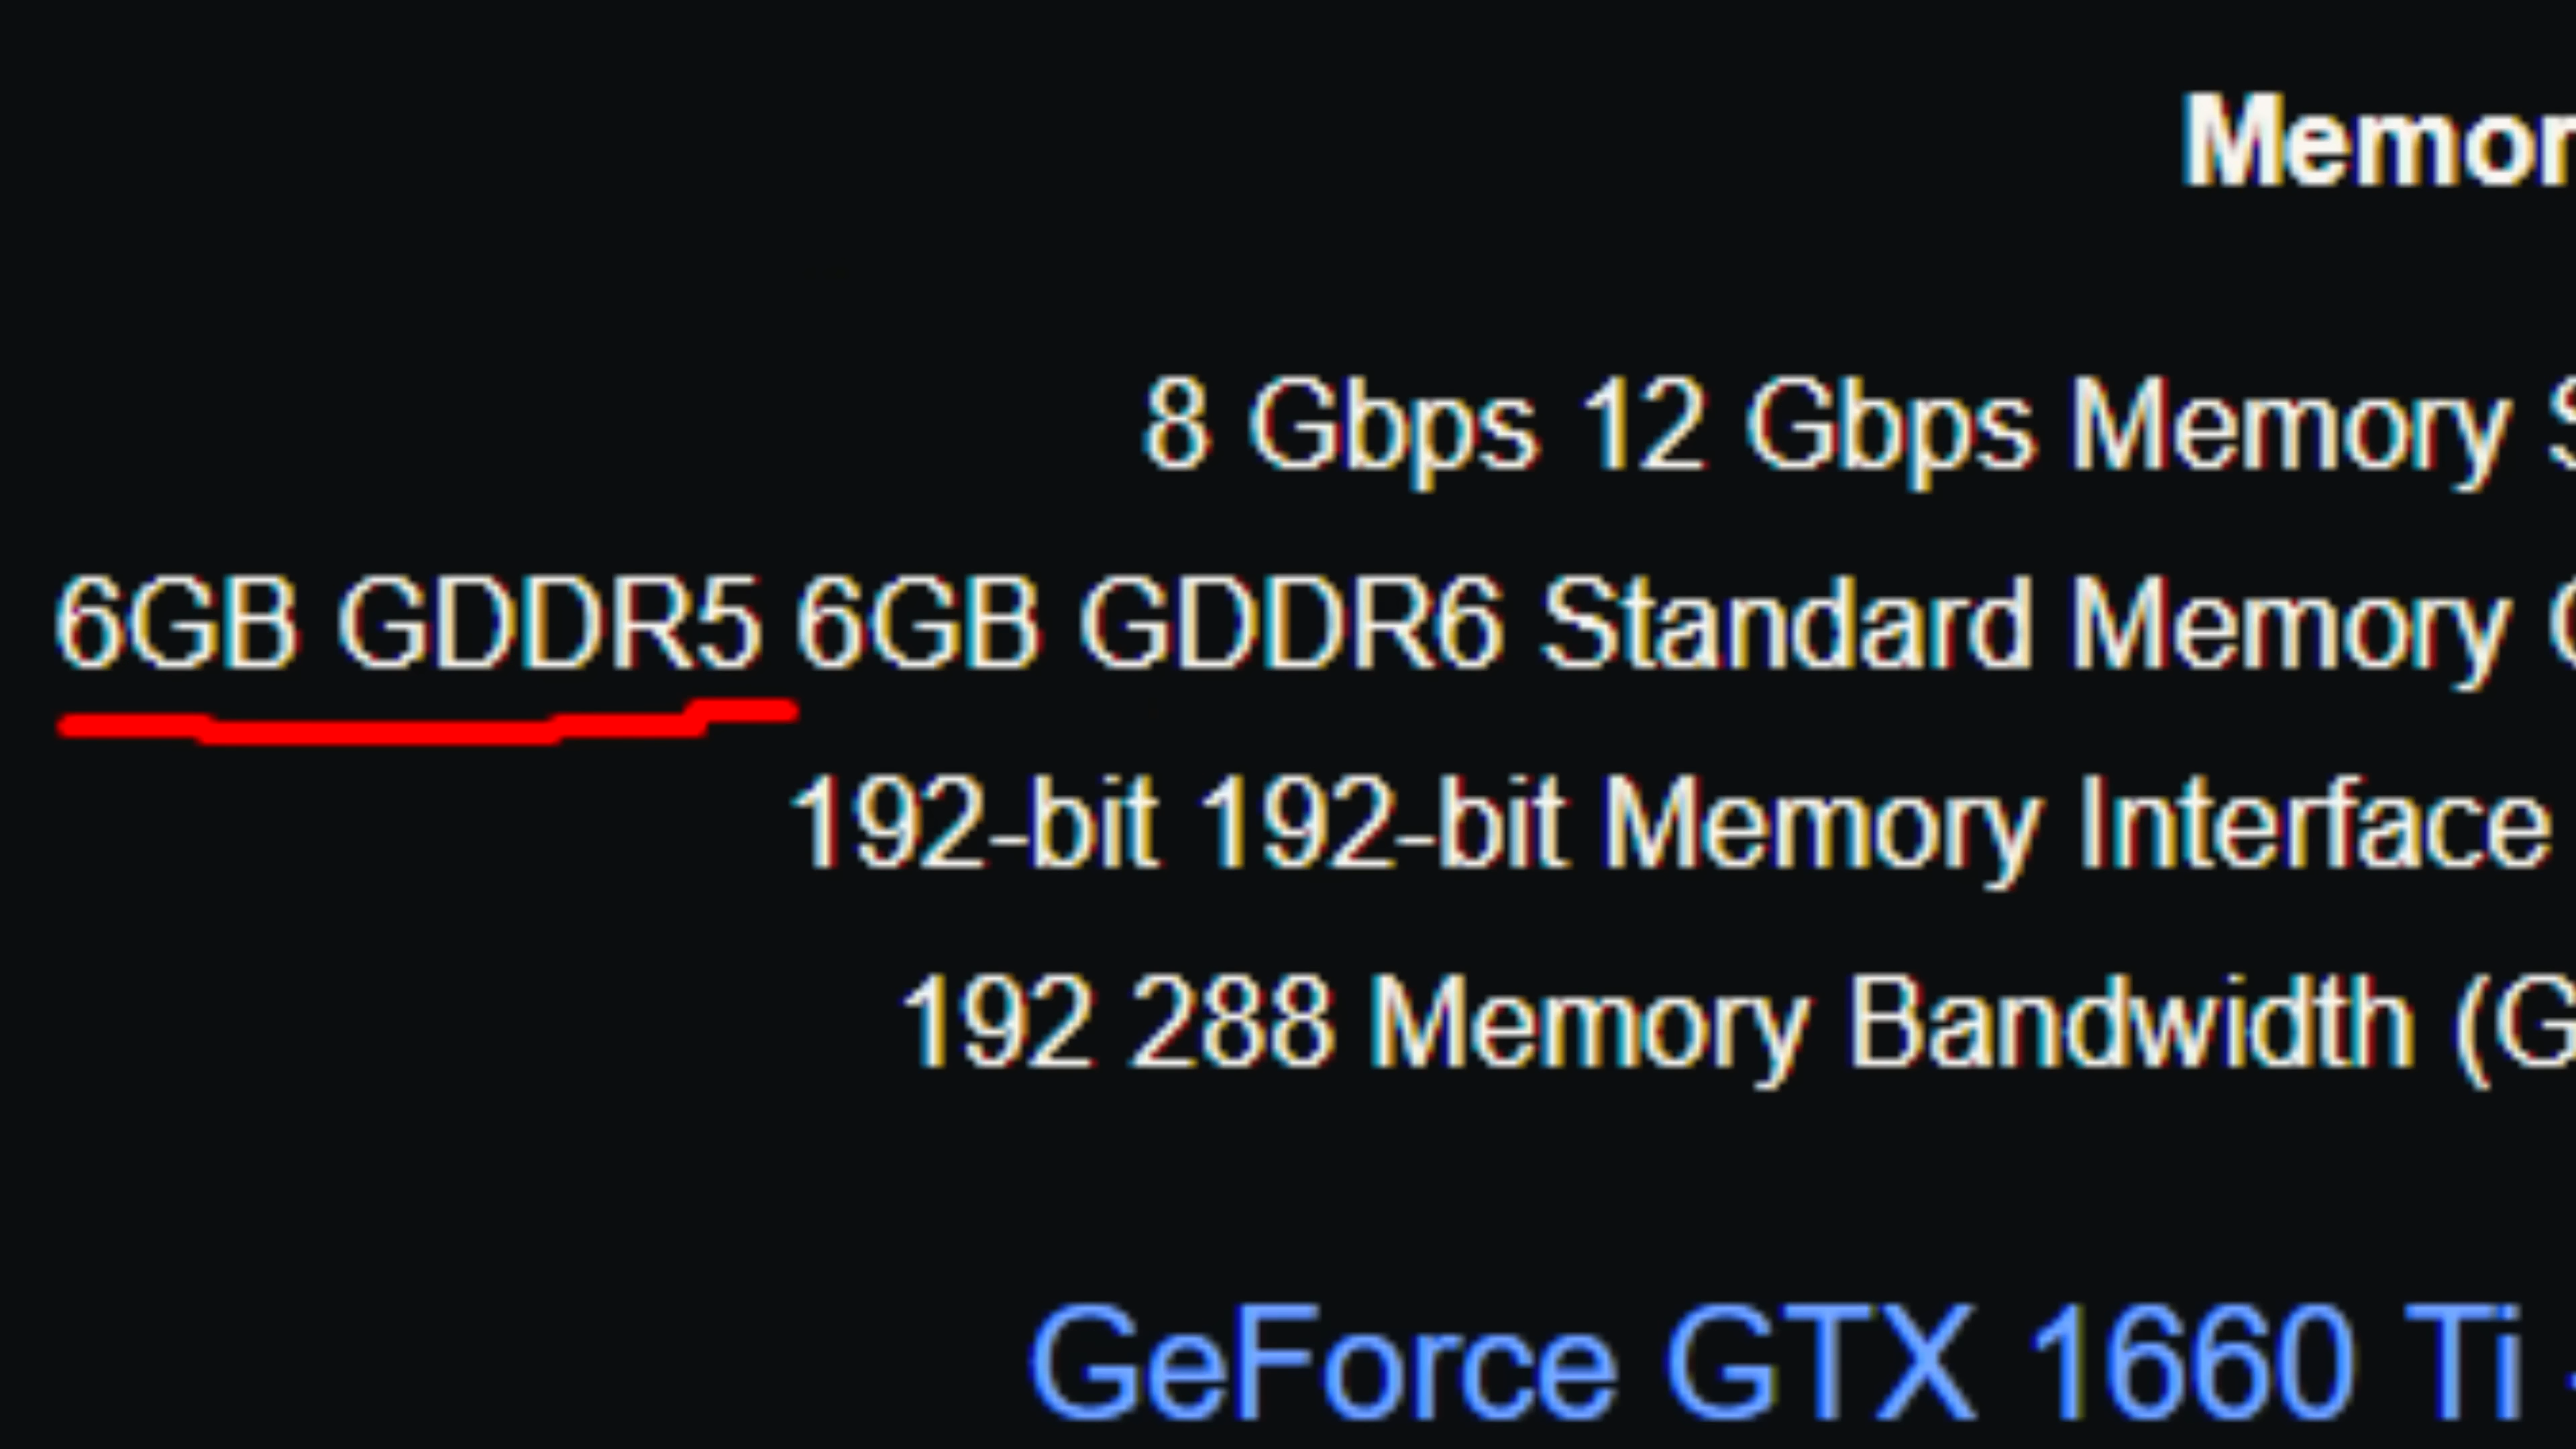 Memor
8 Gbps 12 Gbps Memory S
6GB GDDR5 6GB GDDR6 Standard Memory
192-bit 192-bit Memory Interface
192 288 Memory Bandwidth (G
GeForce GTX 1660 Ti